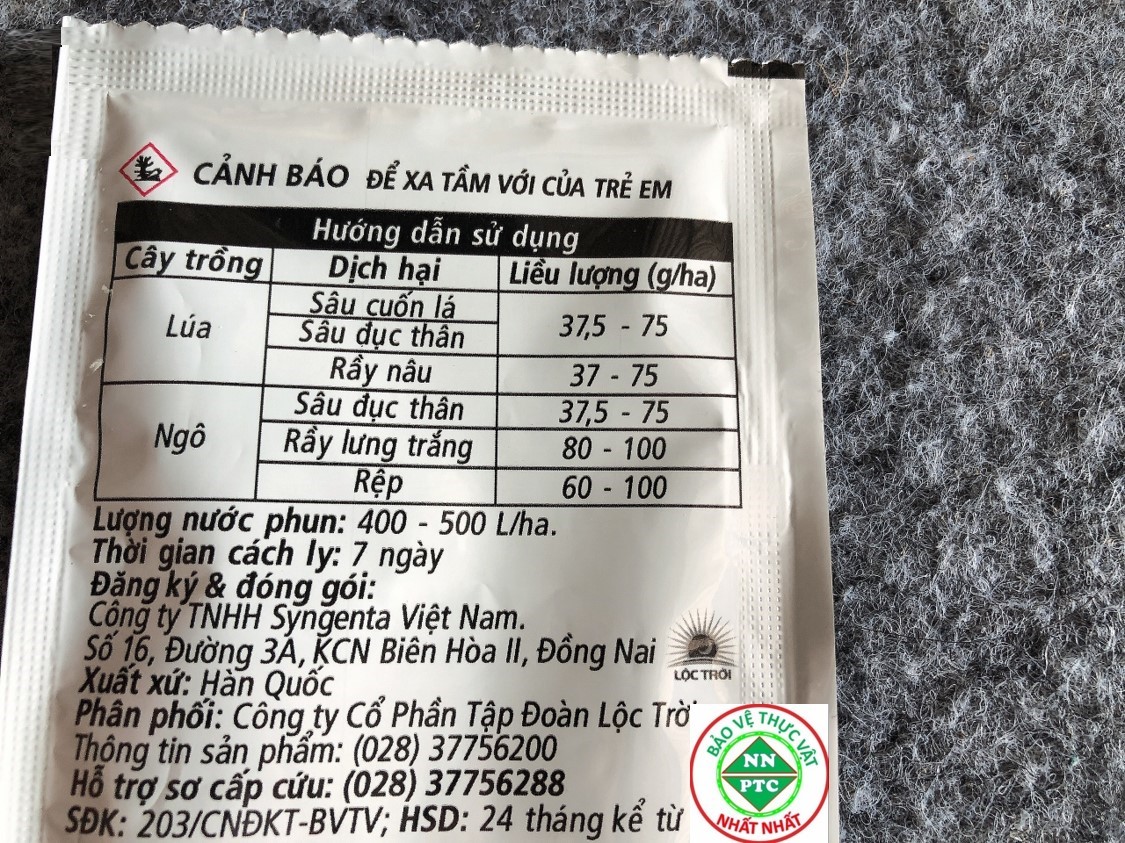 CẢNH BÁO ĐỂ XA TẦM VỚI CỦA TRẺ EM
Hướng dẫn sử dụng
Cây trồng Dịch hại Liều lượng (g/ha)
Lúa
Sâu cuốn lá
Sâu đục thân
37,5 - 75
Rầy nâu 37 - 75
Ngô
Sâu đục thân 37,5 - 75
Rầy lưng trắng 80 - 100
Rệp 60 - 100
Lượng nước phun: 400 - 500 L/ha.
Thời gian cách ly: 7 ngày
Đăng ký & đóng gói:
Công ty TNHH Syngenta Việt Nam.
Số 16, Đường 3A, KCN Biên Hòa II, Đồng Nai
LỘC TRỜI
Xuất xứ: Hàn Quốc
Phân phối: Công ty Cổ Phần Tập Đoàn Lộc Trời
Thông tin sản phẩm: (028) 37756200
Hỗ trợ sơ cấp cứu: (028) 37756288
SĐK: 203/CNĐKT-BVTV; HSD: 24 tháng kể từ
BẢO VỆ THỰC VẬT
NN
PTC
NHẤT NHẤT